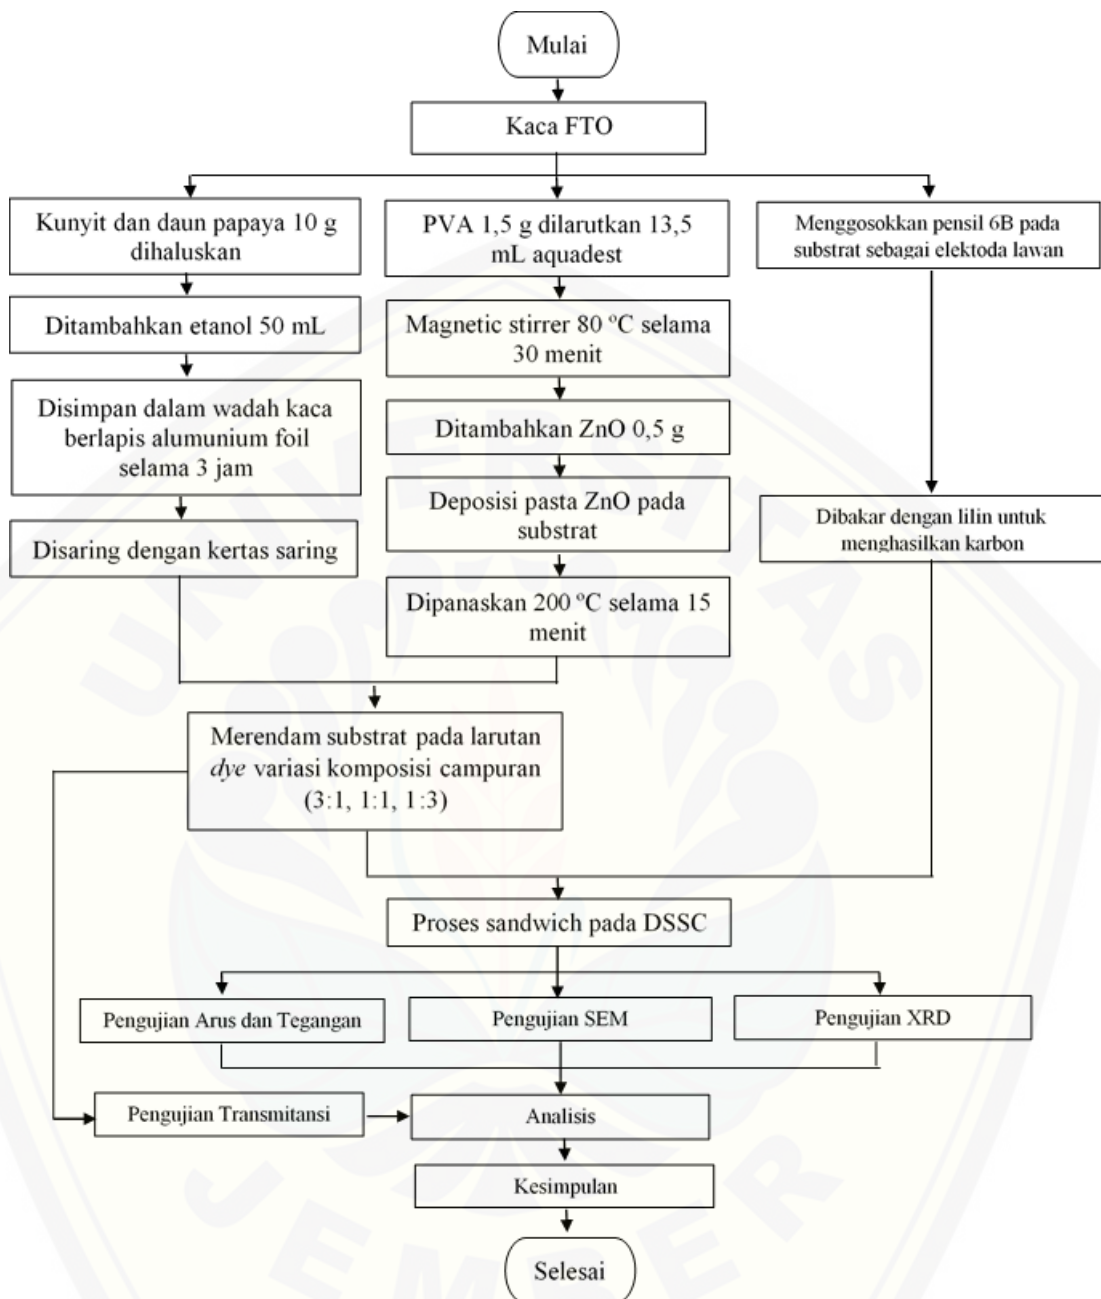 Mulai
Kaca FTO
Kunyit dan daun papaya 10 g
dihaluskan
PVA 1,5 g dilarutkan 13,5
mL aquadest
Menggosokkan pensil 6B pada
substrat sebagai elektoda lawan
Ditambahkan etanol 50 mL
Magnetic stirrer 80 °C selama
30 menit
Disimpan dalam wadah kaca
berlapis alumunium foil
selama 3 jam
Ditambahkan ZnO 0,5 g
Disaring dengan kertas saring
Deposisi pasta ZnO pada
substrat
Dibakar dengan lilin untuk
menghasilkan karbon
Dipanaskan 200 °C selama 15
menit
Merendam substrat pada larutan
dye variasi komposisi campuran
(3:1, 1:1, 1:3)
Proses sandwich pada DSSC
Pengujian Arus dan Tegangan
Pengujian SEM
Pengujian XRD
Pengujian Transmitansi
Analisis
Kesimpulan
Selesai
UNIVERSITAS
JEMBER